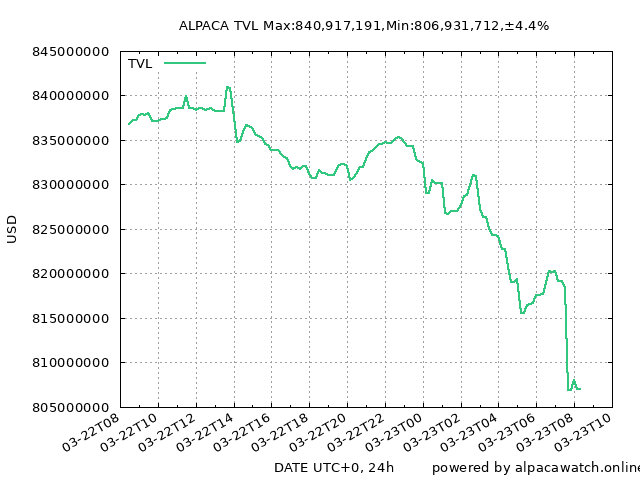 ALPACA TVL Max:840,917,191,Min:806,931,712,±4.4%
TVL
845000000
840000000
835000000
830000000
825000000
820000000
815000000
810000000
805000000
USD
03-22T08
03-22T10
03-22T12
03-22T14
03-22T16
03-22T18
03-22T20
03-22T22
03-23T00
03-23T02
03-23T04
03-23T06
03-23T08
03-23T10
DATE UTC+0, 24h
powered by alpacawatch.online